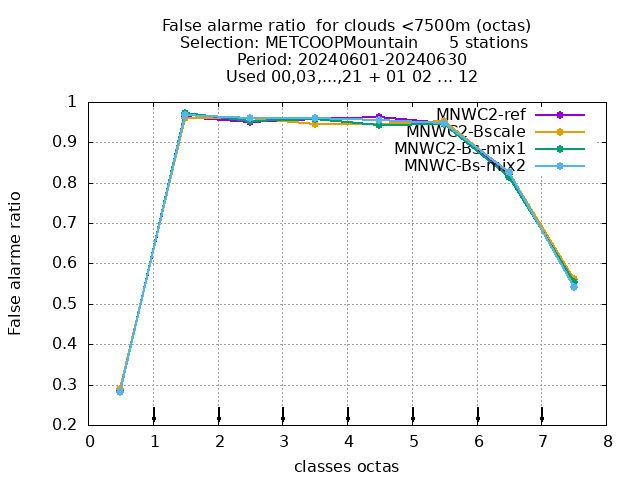 False alarme ratio  for clouds <7500m (octas)
Selection: METCOOPMountain      5 stations
Period: 20240601-20240630
Used 00,03,...,21 + 01 02 ... 12
MNWC2-ref
MNWC2-Bscale
MNWC2-Bs-mix1
MNWC-Bs-mix2
False alarme ratio
1
0.9
0.8
0.7
0.6
0.5
0.4
0.3
0.2
0 1 2 3 4 5 6 7 8
classes octas